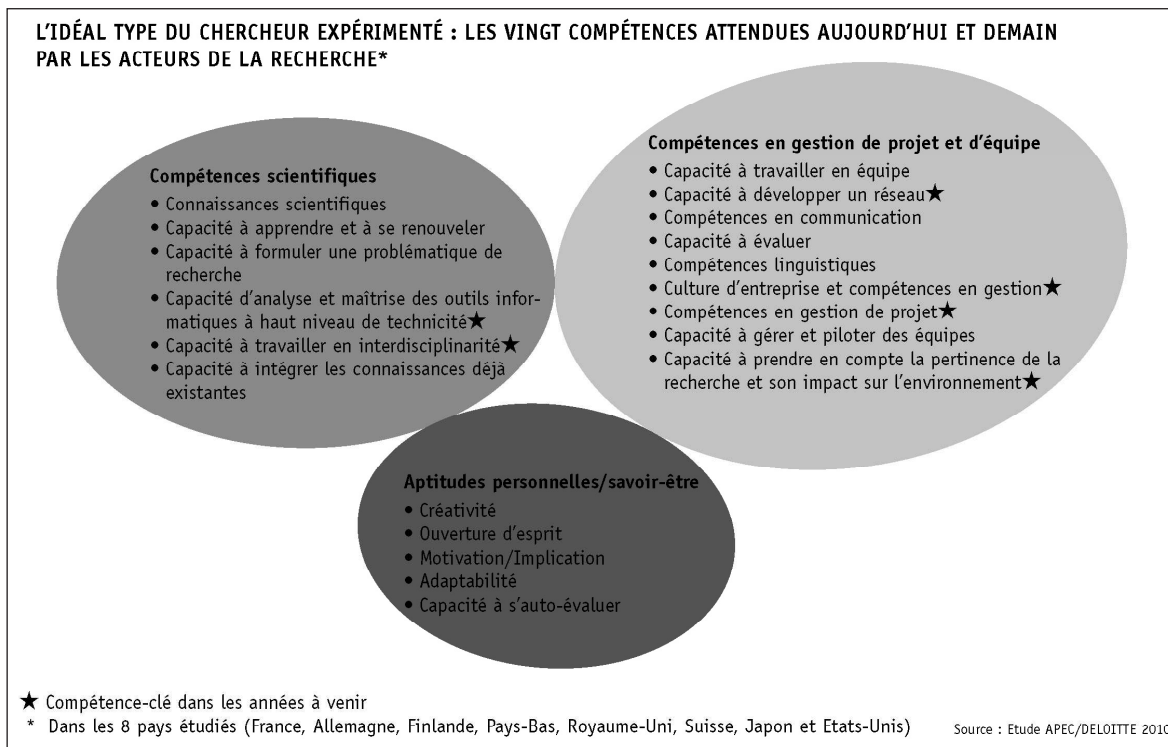 L'IDÉAL TYPE DU CHERCHEUR EXPÉRIMENTÉ : LES VINGT COMPÉTENCES ATTENDUES AUJOURD'HUI ET DEMAIN
PAR LES ACTEURS DE LA RECHERCHE*
Compétences scientifiques
• Connaissances scientifiques
• Capacité à apprendre et à se renouveler
• Capacité à formuler une problématique de
recherche
• Capacité d'analyse et maîtrise des outils infor-
matiques à haut niveau de technicité★
• Capacité à travailler en interdisciplinarité★
• Capacité à intégrer les connaissances déjà
existantes
Compétences en gestion de projet et d'équipe
• Capacité à travailler en équipe
• Capacité à développer un réseau★
• Compétences en communication
• Capacité à évaluer
• Compétences linguistiques
• Culture d'entreprise et compétences en gestion★
• Compétences en gestion de projet★
• Capacité à gérer et piloter des équipes
• Capacité à prendre en compte la pertinence de la
recherche et son impact sur l'environnement★
Aptitudes personnelles/savoir-être
• Créativité
• Ouverture d'esprit
• Motivation/Implication
• Adaptabilité
• Capacité à s'auto-évaluer
★ Compétence-clé dans les années à venir
* Dans les 8 pays étudiés (France, Allemagne, Finlande, Pays-Bas, Royaume-Uni, Suisse, Japon et Etats-Unis)
Source : Etude APEC/DELOITTE 2010